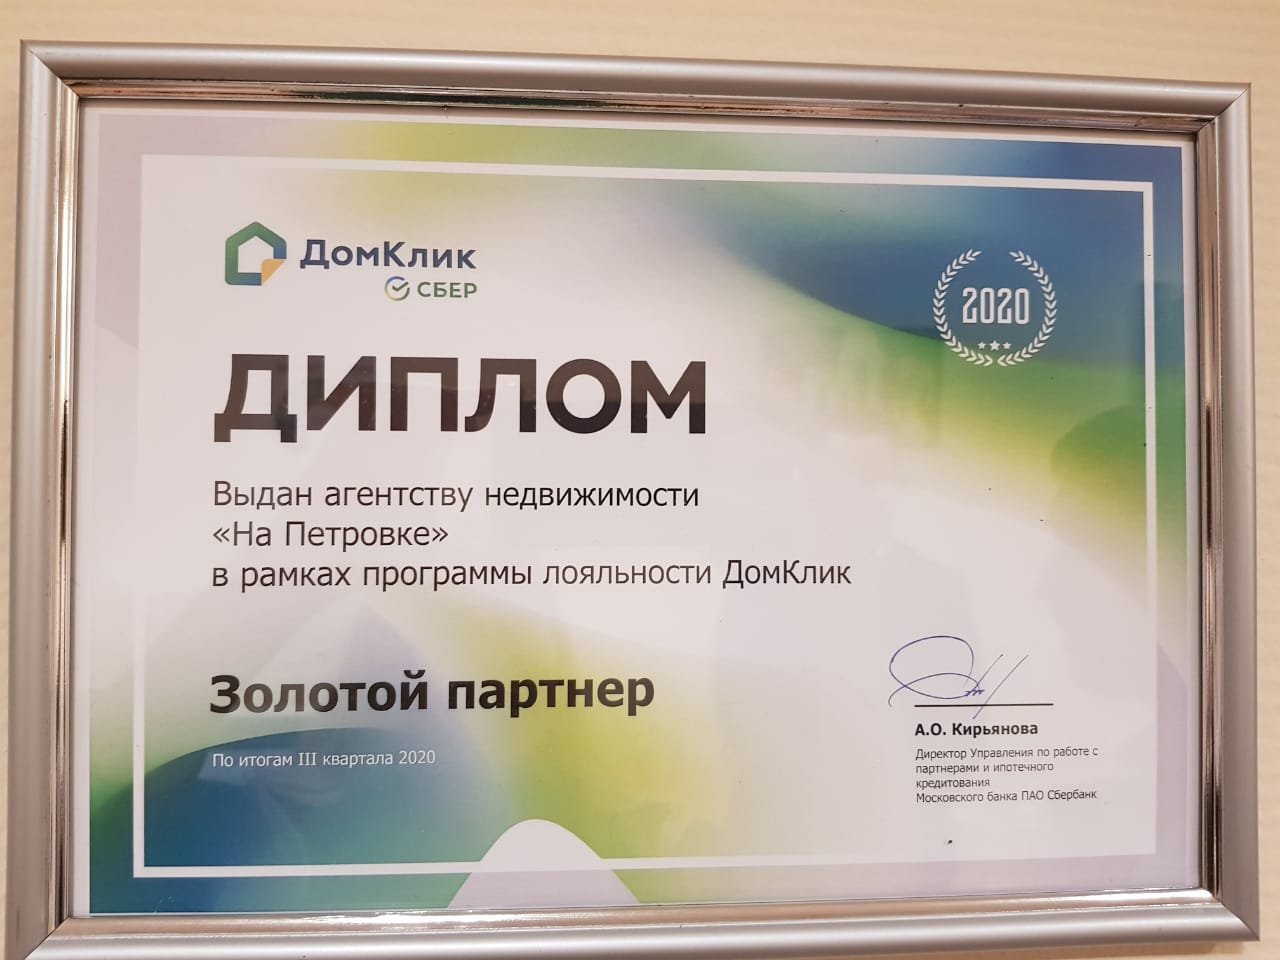 ДомКлик
СБЕР
2020
ДИПЛОМ
Выдан агентству недвижимости
«На Петровке»
в рамках программы лояльности ДомКлик
Золотой партнер
По итогам III квартала 2020
А.О. Кирьянова
Директор Управления по работе с
партнерами и ипотечного
кредитования
Московского банка ПАО Сбербанк